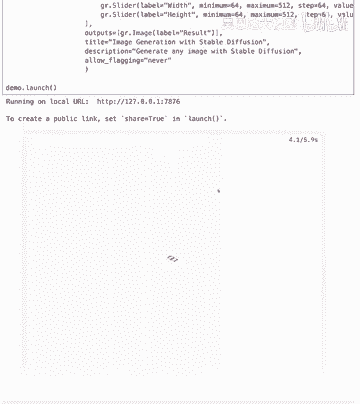 gr.Slider(label="Width", minimum=64, maximum=512, step=64, value
gr.Slider(label="Height", minimum=64, maximum=512, step=6
],
outputs=[gr.Image(label="Result")],
title="Image Generation with Stable Diffusion",
description="Generate any image with Stable Diffusion",
allow_flagging="never"
)
demo.launch()
Running on local URL: http://127.0.0.1:7876
To create a public link, set `share=True` in `launch()`.
4.1/5.9s